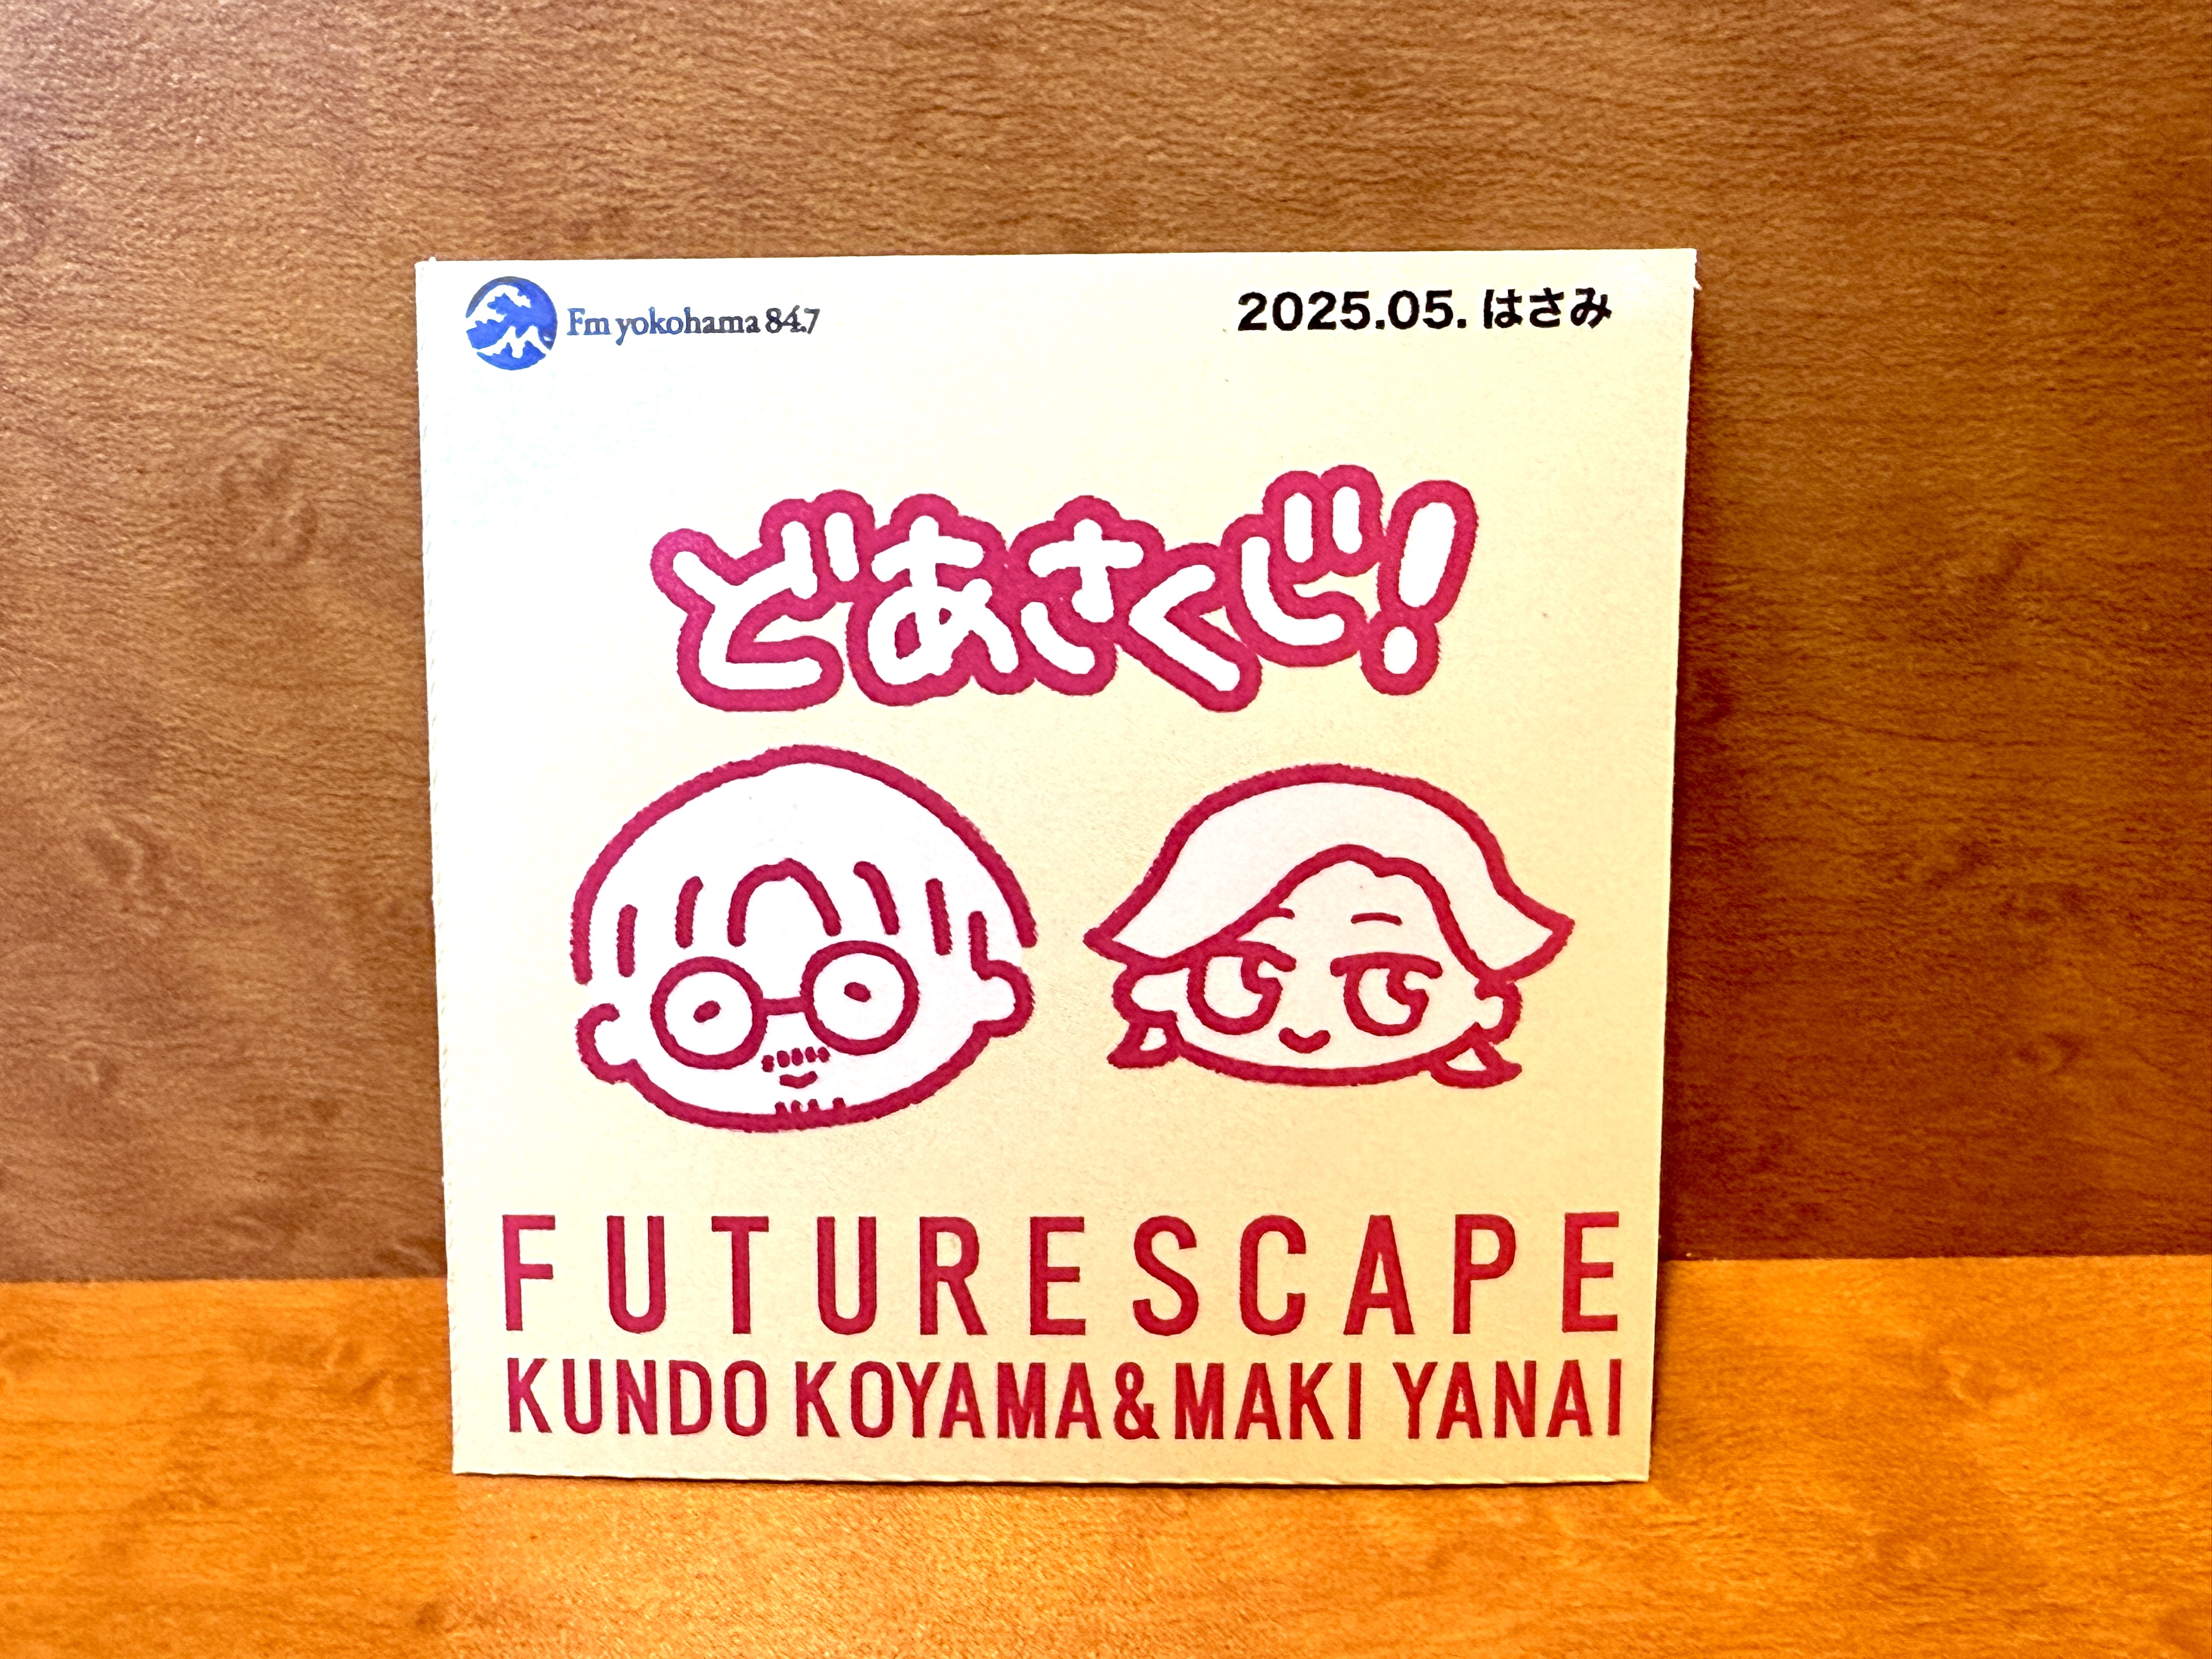 Fm yokohama 84.7
2025.05. はさみ
どあさくじ!
FUTURESCAPE
KUNDO KOYAMA&MAKI YANAI